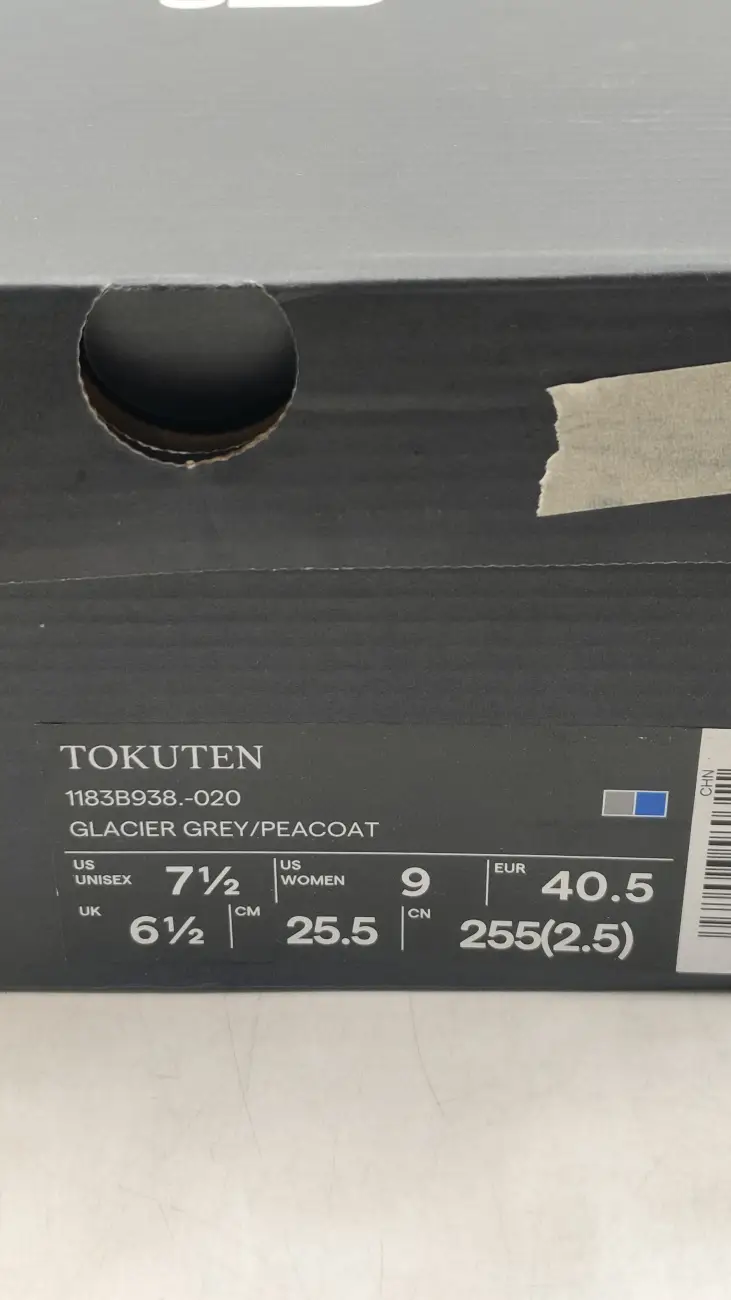 TOKUTEN
1183B938.-020
GLACIER GREY/PEACOAT
US UNISEX 7½ US WOMEN 9 EUR 40.5
UK 6½ CM 25.5 CN 255(2.5)
CHN